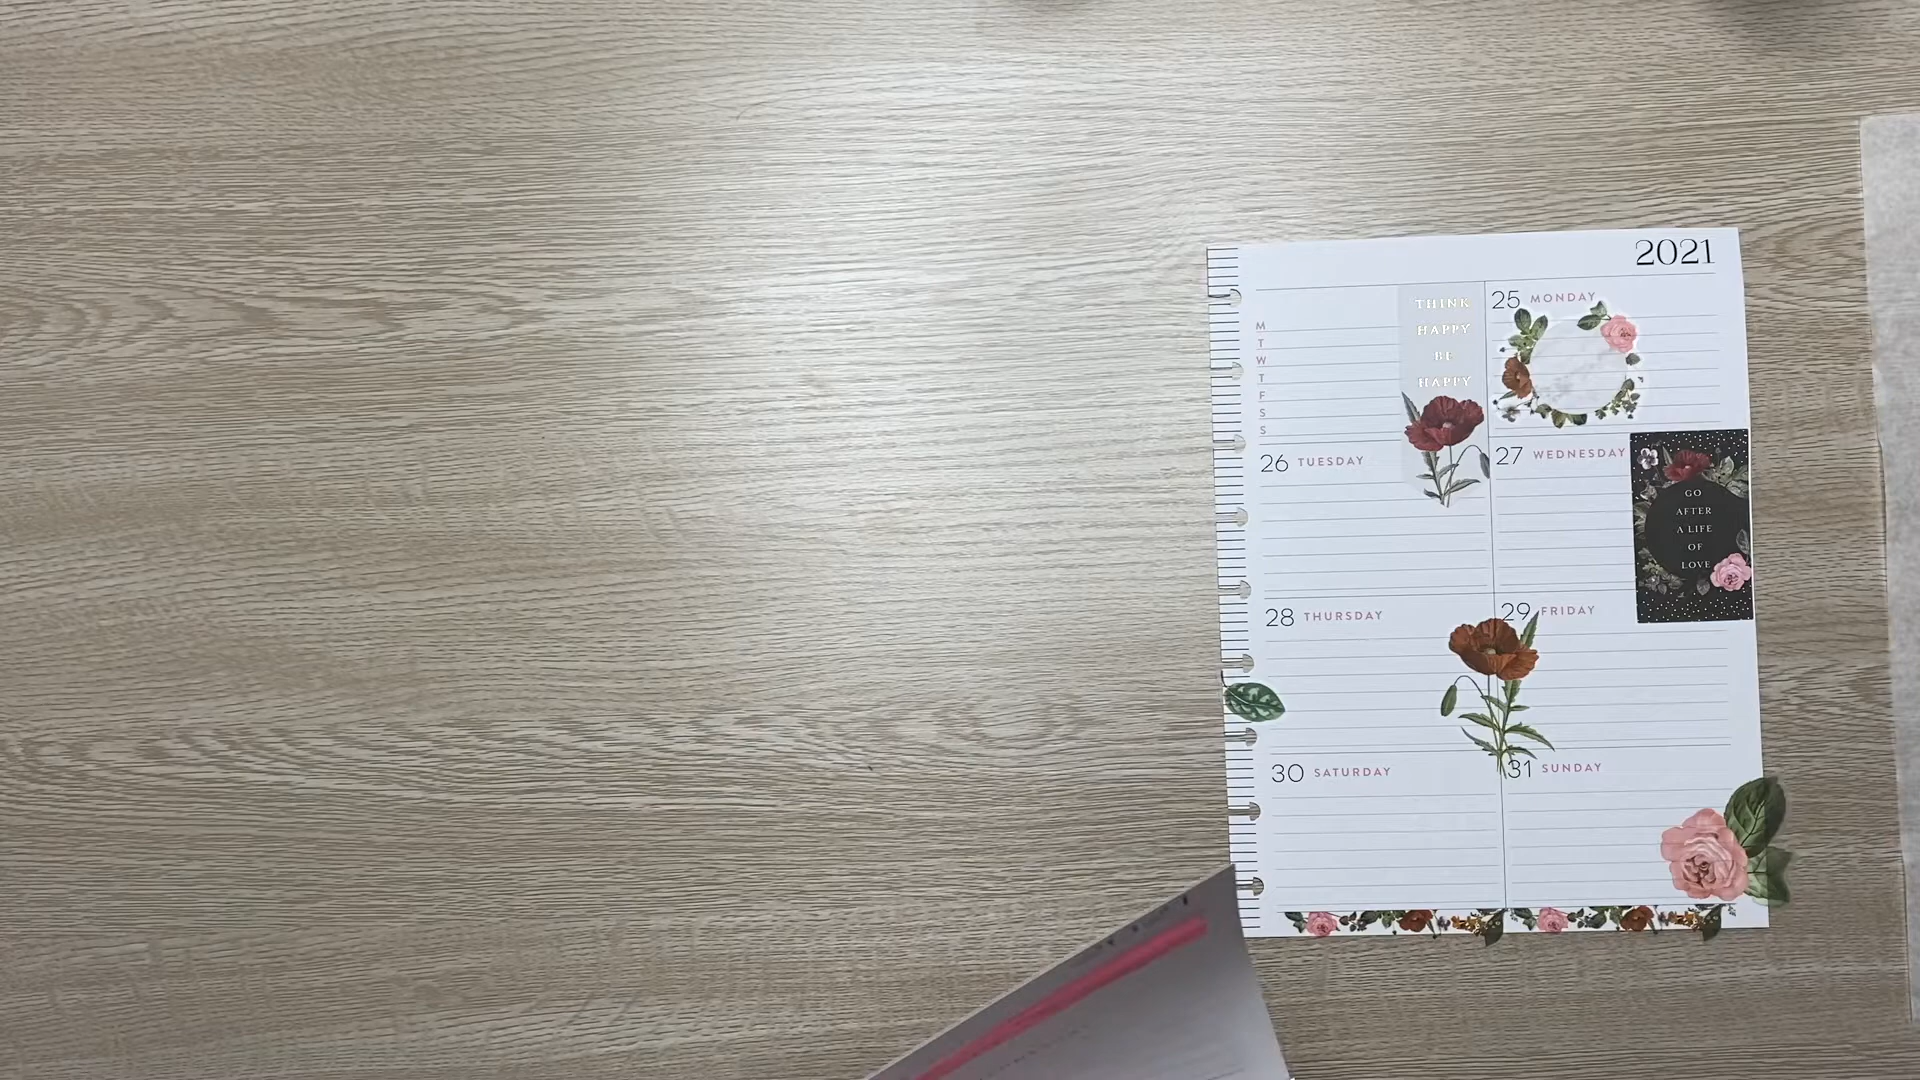 2021
THINK
HAPPY
BE
HAPPY
25 MONDAY
M
T
W
T
F
S
S
26 TUESDAY
27 WEDNESDAY
GO
AFTER
A LIFE
OF
LOVE
28 THURSDAY
29 FRIDAY
30 SATURDAY
31 SUNDAY